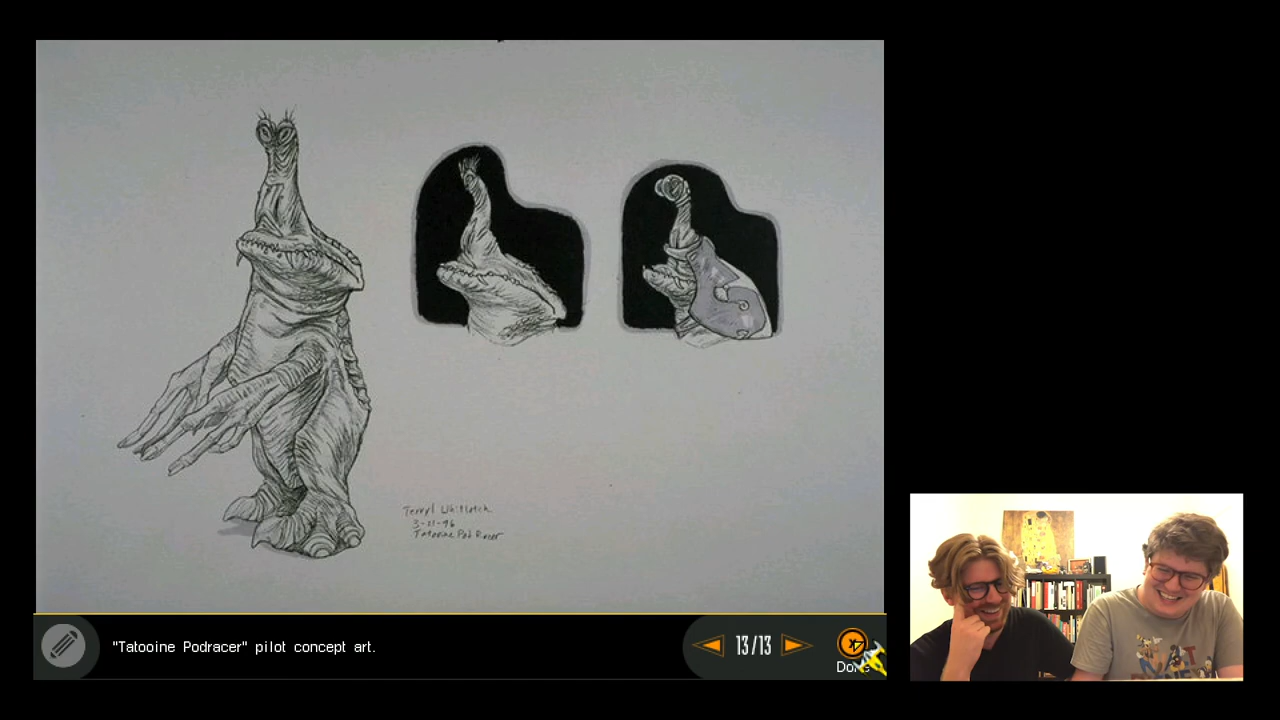 Terryl Whitlatch
3-11-96
Tatooine Pod Racer
"Tatooine Podracer" pilot concept art.
13/13